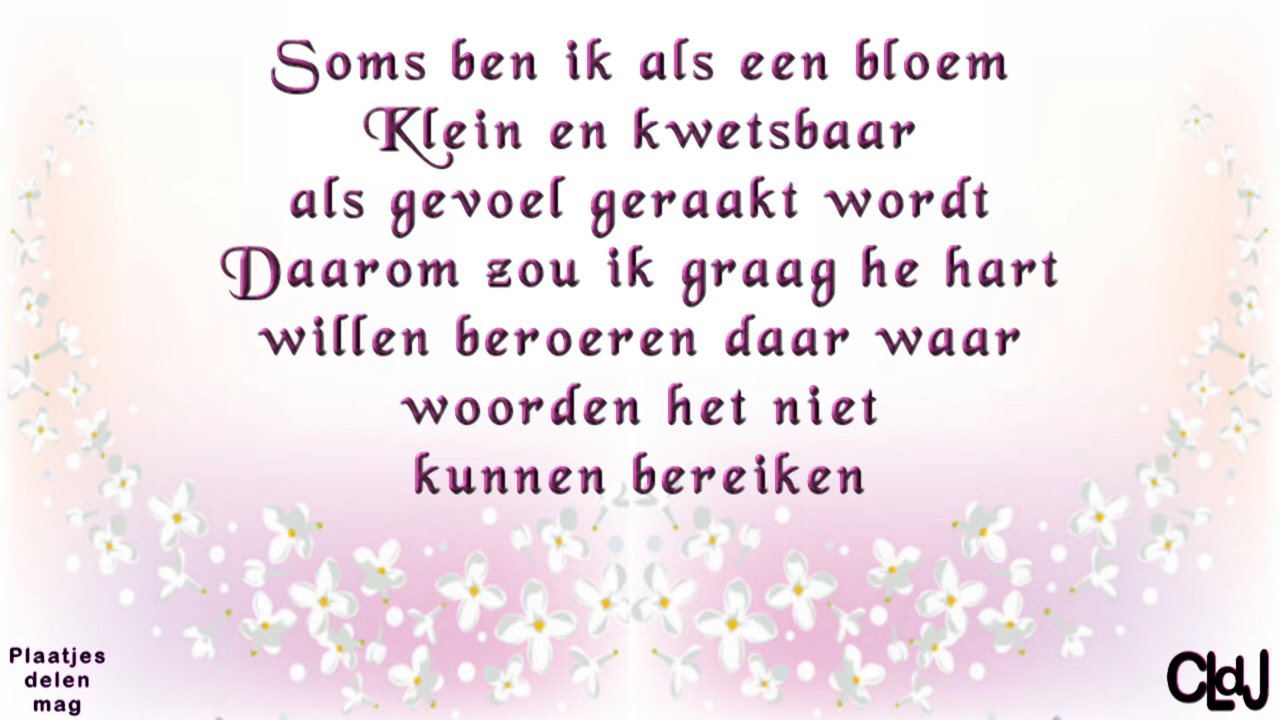 Soms ben ik als een bloem
Klein en kwetsbaar
als gevoel geraakt wordt
Daarom zou ik graag he hart
willen beroeren daar waar
woorden het niet
kunnen bereiken
Plaatjes
delen
mag
CLdJ